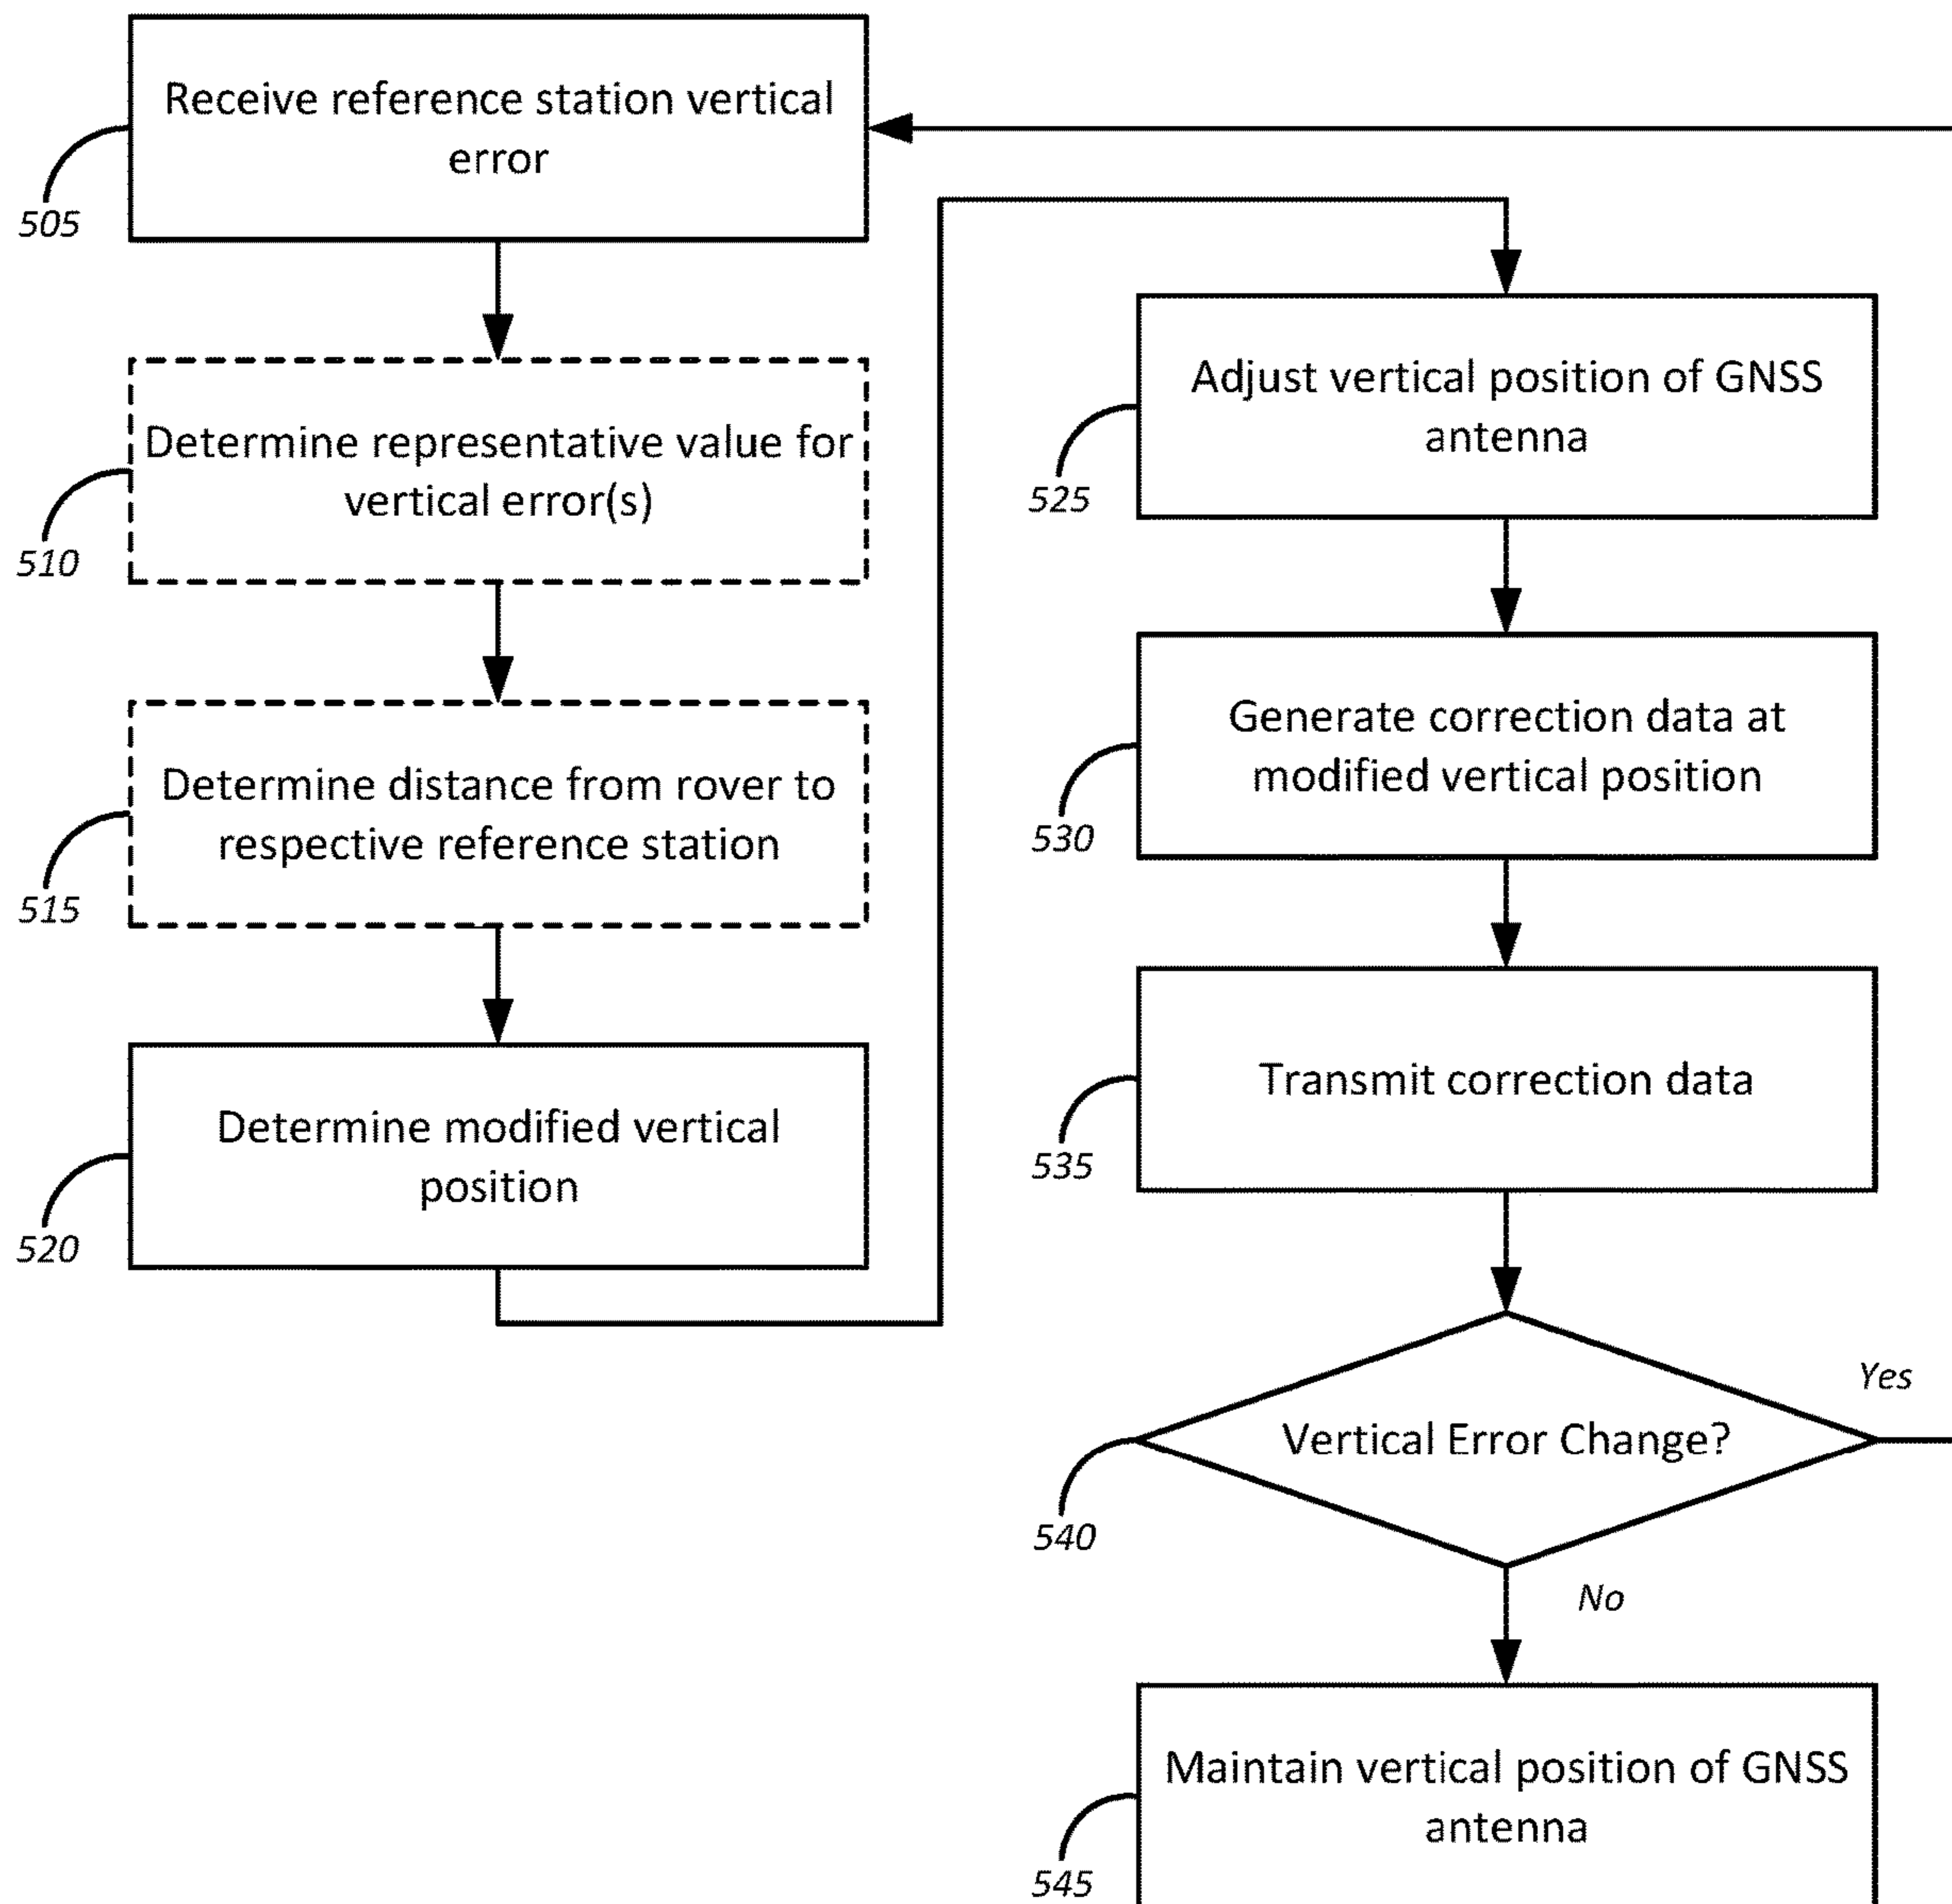 Receive reference station vertical
error
505
Determine representative value for
vertical error(s)
510
Determine distance from rover to
respective reference station
515
Determine modified vertical
position
520
Adjust vertical position of GNSS
antenna
525
Generate correction data at
modified vertical position
530
Transmit correction data
535
Vertical Error Change?
540
Yes
No
Maintain vertical position of GNSS
antenna
545